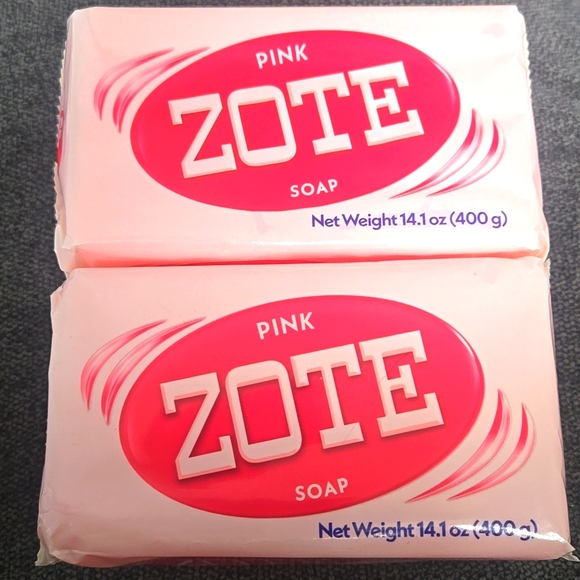 PINK
ZOTE
SOAP
Net Weight 14.1 oz (400 g)
PINK
ZOTE
SOAP
Net Weight 14.1 oz (400 g)